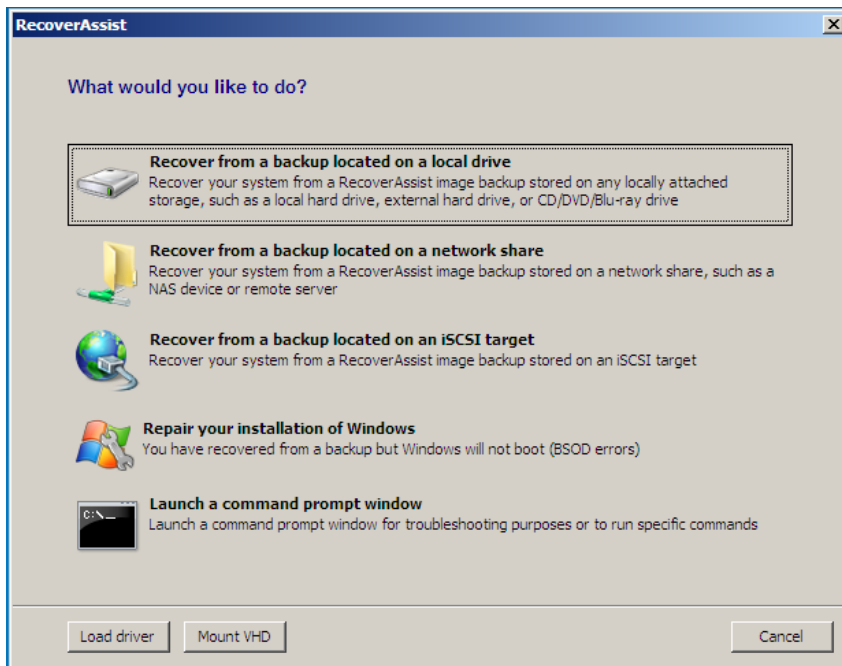 RecoverAssist
What would you like to do?
Recover from a backup located on a local drive
Recover your system from a RecoverAssist image backup stored on any locally attached
storage, such as a local hard drive, external hard drive, or CD/DVD/Blu-ray drive
Recover from a backup located on a network share
Recover your system from a RecoverAssist image backup stored on a network share, such as a
NAS device or remote server
Recover from a backup located on an iSCSI target
Recover your system from a RecoverAssist image backup stored on an iSCSI target
Repair your installation of Windows
You have recovered from a backup but Windows will not boot (BSOD errors)
C:\_
Launch a command prompt window
Launch a command prompt window for troubleshooting purposes or to run specific commands
Load driver
Mount VHD
Cancel